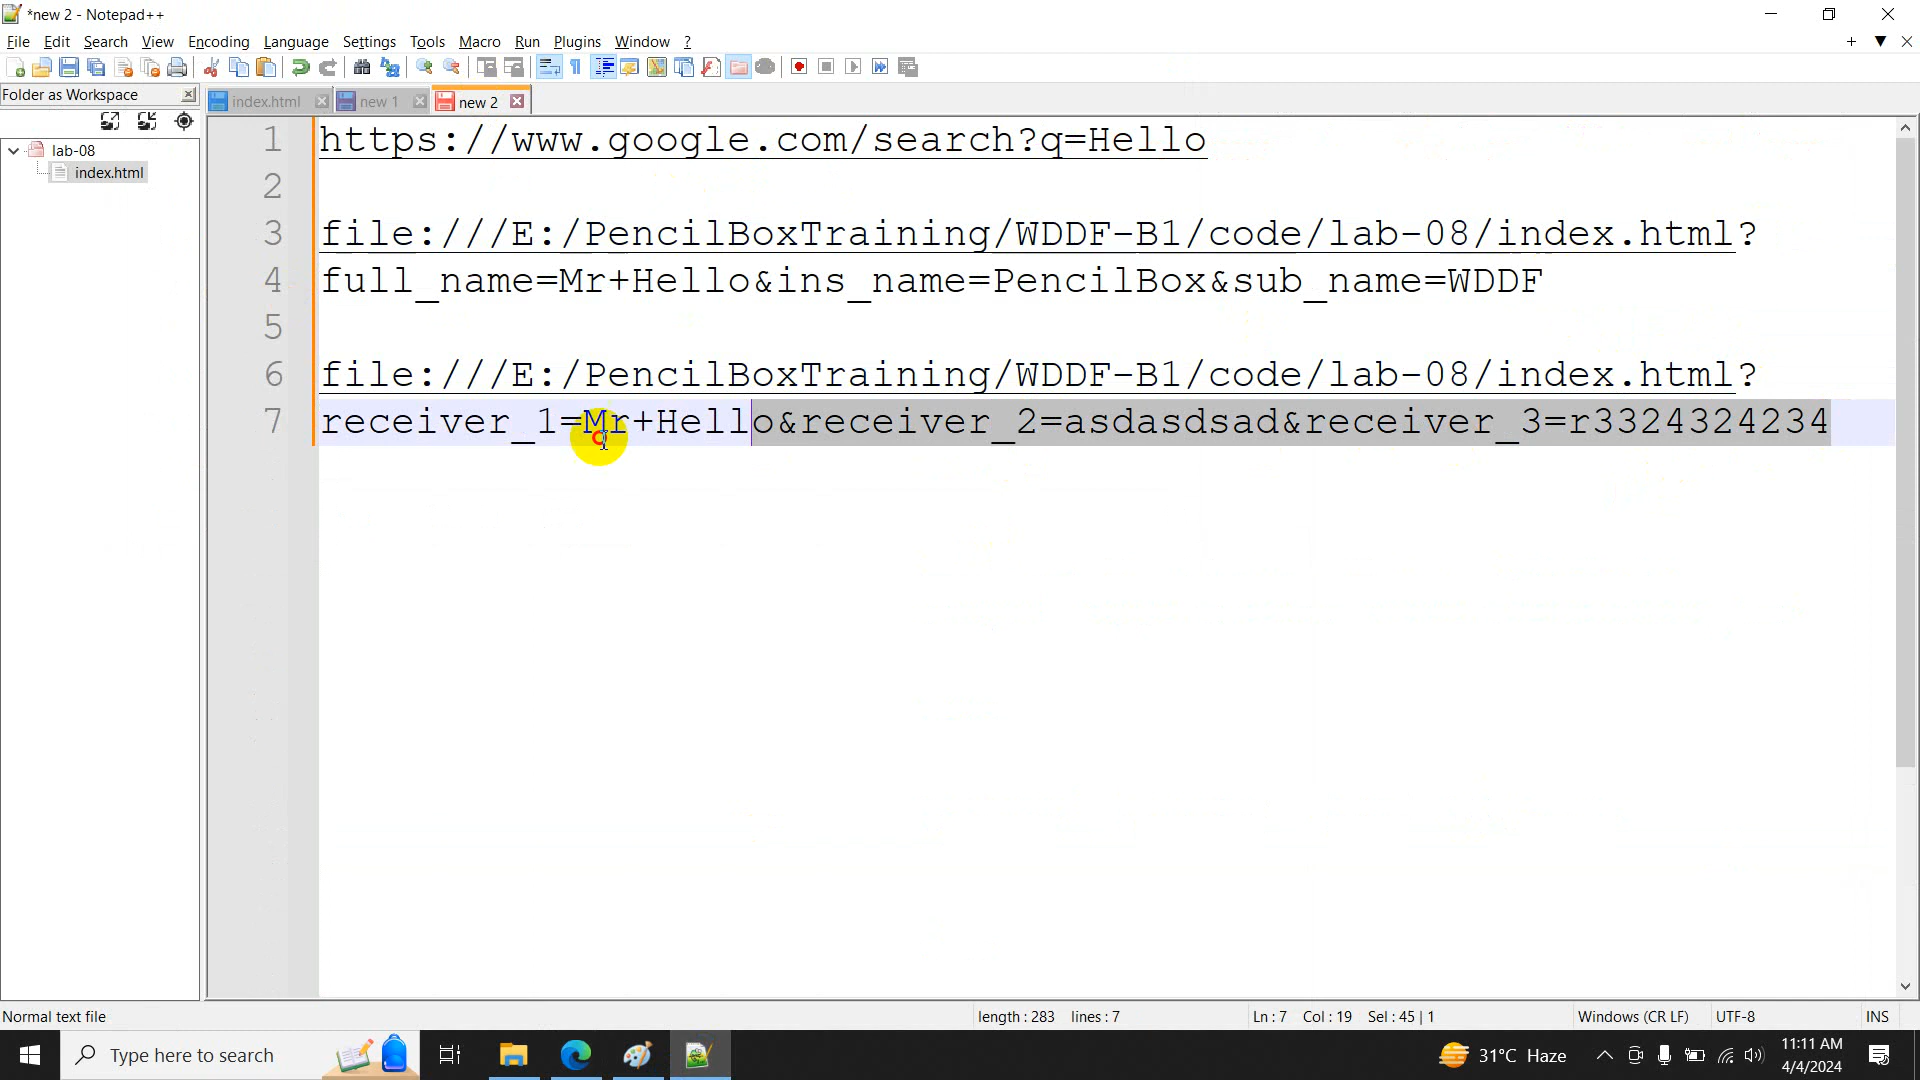 *new 2 - Notepad++
File Edit Search View Encoding Language Settings Tools Macro Run Plugins Window ?
Folder as Workspace
index.html new 1 new 2
lab-08
index.html
1 https://www.google.com/search?q=Hello
2
3 file:///E:/PencilBoxTraining/WDDF-B1/code/lab-08/index.html?
4 full_name=Mr+Hello&ins_name=PencilBox&sub_name=WDDF
5
6 file:///E:/PencilBoxTraining/WDDF-B1/code/lab-08/index.html?
7 receiver_1=Mr+Hello&receiver_2=asdasdsad&receiver_3=r3324324234
Normal text file length : 283 lines : 7 Ln : 7 Col : 19 Sel : 45 | 1 Windows (CR LF) UTF-8 INS
Type here to search 31°C Haze 11:11 AM
4/4/2024